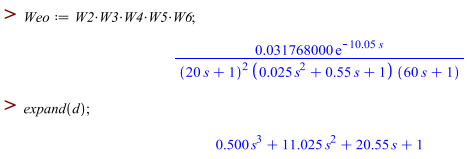 > Weo := W2·W3·W4·W5·W6;
0.031768000 e^(-10.05 s)
(20 s + 1)^2 (0.025 s^2 + 0.55 s + 1) (60 s + 1)
> expand(d);
0.500 s^3 + 11.025 s^2 + 20.55 s + 1